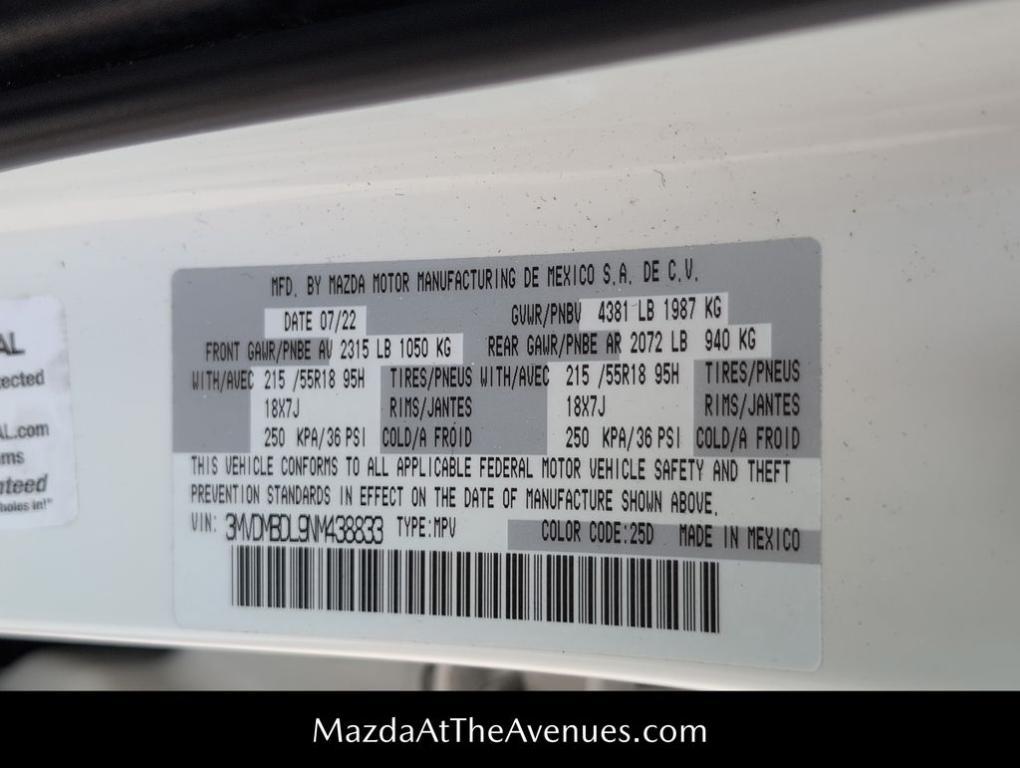 MFD. BY MAZDA MOTOR MANUFACTURING DE MEXICO S.A. DE C.V.
DATE 07/22 GVWR/PNBV 4381 LB 1987 KG
FRONT GAWR/PNBE AV 2315 LB 1050 KG REAR GAWR/PNBE AR 2072 LB 940 KG
WITH/AVEC 215 /55R18 95H TIRES/PNEUS WITH/AVEC 215 /55R18 95H TIRES/PNEUS
18X7J RIMS/JANTES 18X7J RIMS/JANTES
250 KPA/36 PSI COLD/A FROID 250 KPA/36 PSI COLD/A FROID
THIS VEHICLE CONFORMS TO ALL APPLICABLE FEDERAL MOTOR VEHICLE SAFETY AND THEFT
PREVENTION STANDARDS IN EFFECT ON THE DATE OF MANUFACTURE SHOWN ABOVE.
VIN: 3MVDMBDL9NM438833 TYPE:MPV COLOR CODE:25D MADE IN MEXICO
AL
tected
AL.com
ms
nteed
holes in!"
MazdaAtTheAvenues.com